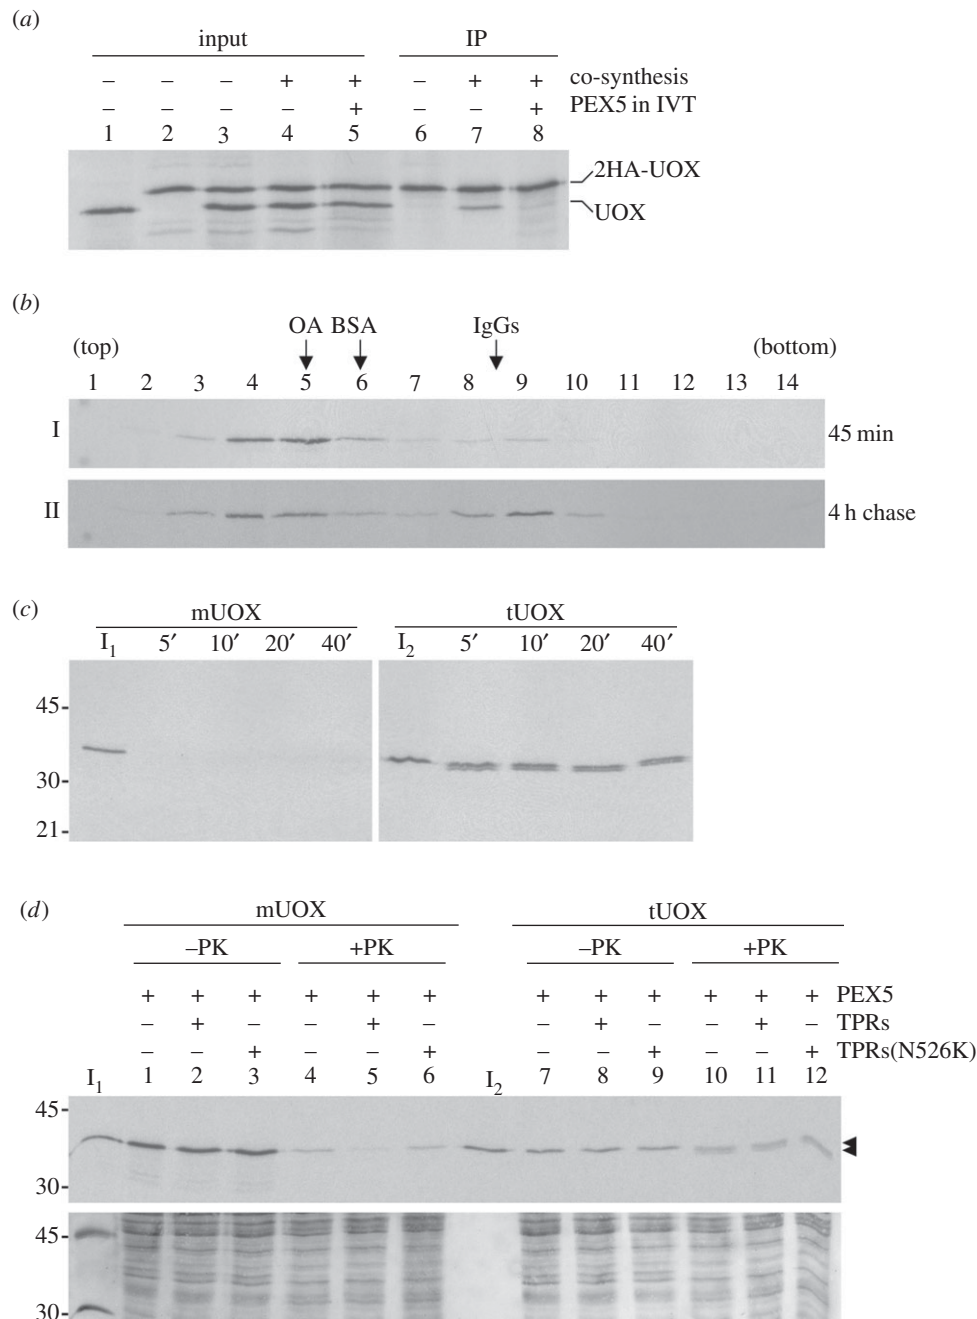 (a)
input IP
– – – + + – + + co-synthesis
– – – – + – – + PEX5 in IVT
1 2 3 4 5 6 7 8
2HA-UOX
UOX
(b)
OA BSA IgGs
(top) (bottom)
1 2 3 4 5 6 7 8 9 10 11 12 13 14
I 45 min
II 4 h chase
(c)
mUOX tUOX
I1 5′ 10′ 20′ 40′ I2 5′ 10′ 20′ 40′
45
30
21
(d)
mUOX tUOX
–PK +PK –PK +PK
+ + + + + + + + + + + + PEX5
– + – – + – – + – – + – TPRs
– – + – – + – – + – – + TPRs(N526K)
I1 1 2 3 4 5 6 I2 7 8 9 10 11 12
45
30
45
30